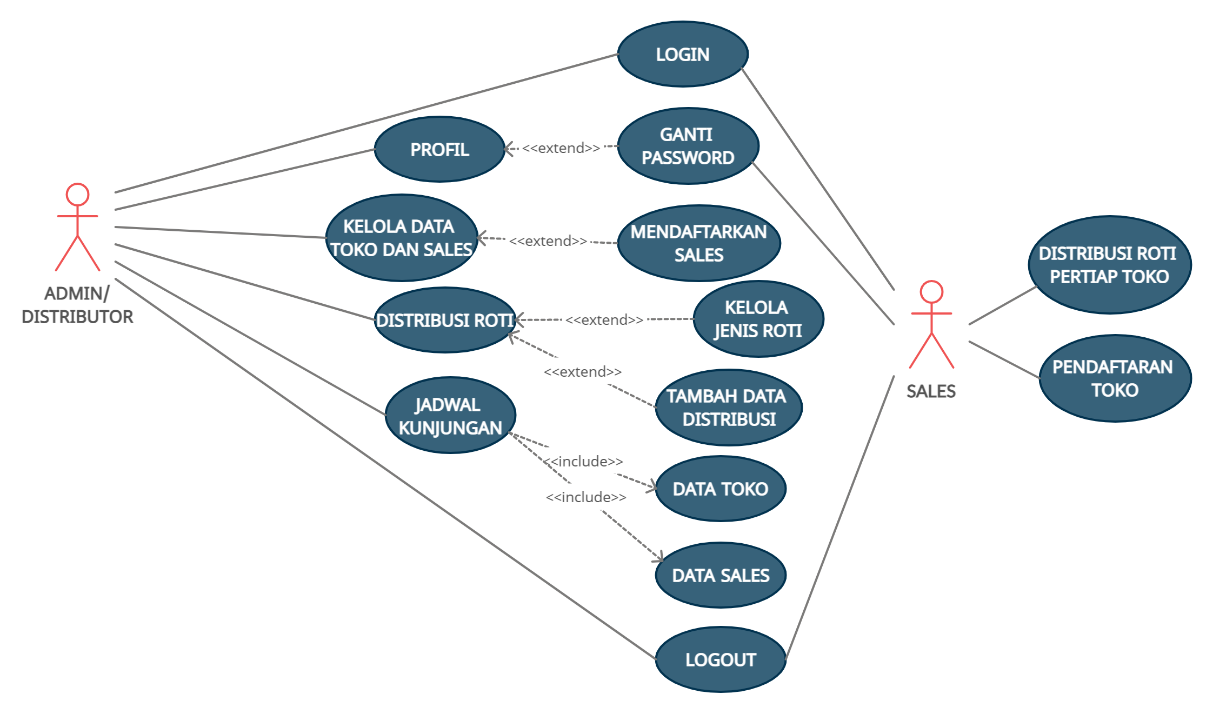 LOGIN
GANTI
PASSWORD
PROFIL
<<extend>>
KELOLA DATA
TOKO DAN SALES
<<extend>>
MENDAFTARKAN
SALES
ADMIN/
DISTRIBUTOR
DISTRIBUSI ROTI
<<extend>>
KELOLA
JENIS ROTI
<<extend>>
TAMBAH DATA
DISTRIBUSI
JADWAL
KUNJUNGAN
<<include>>
DATA TOKO
<<include>>
DATA SALES
LOGOUT
SALES
DISTRIBUSI ROTI
PERTIAP TOKO
PENDAFTARAN
TOKO